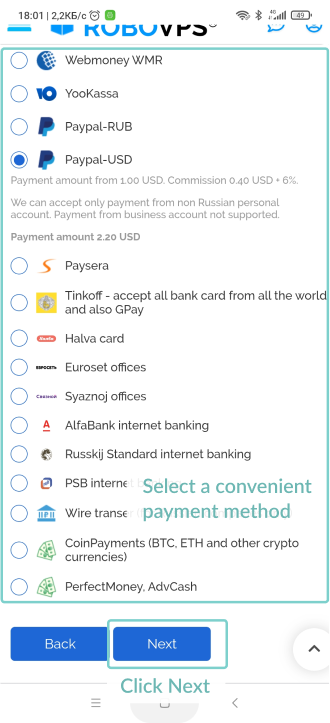 18:01 | 2,2КБ/с
4G
49
ROBOVPS
Webmoney WMR
YooKassa
Paypal-RUB
Paypal-USD
Payment amount from 1.00 USD. Commission 0.40 USD + 6%.
We can accept only payment from non Russian personal
account. Payment from business account not supported.
Payment amount 2.20 USD
Paysera
Tinkoff - accept all bank card from all the world
and also GPay
Халва
Halva card
ЕВРОСЕТЬ
Euroset offices
Связной
Syaznoj offices
AlfaBank internet banking
Russkij Standard internet banking
PSB internet
Select a convenient
Wire transe
payment method
CoinPayments (BTC, ETH and other crypto
currencies)
PerfectMoney, AdvCash
Back
Next
Click Next